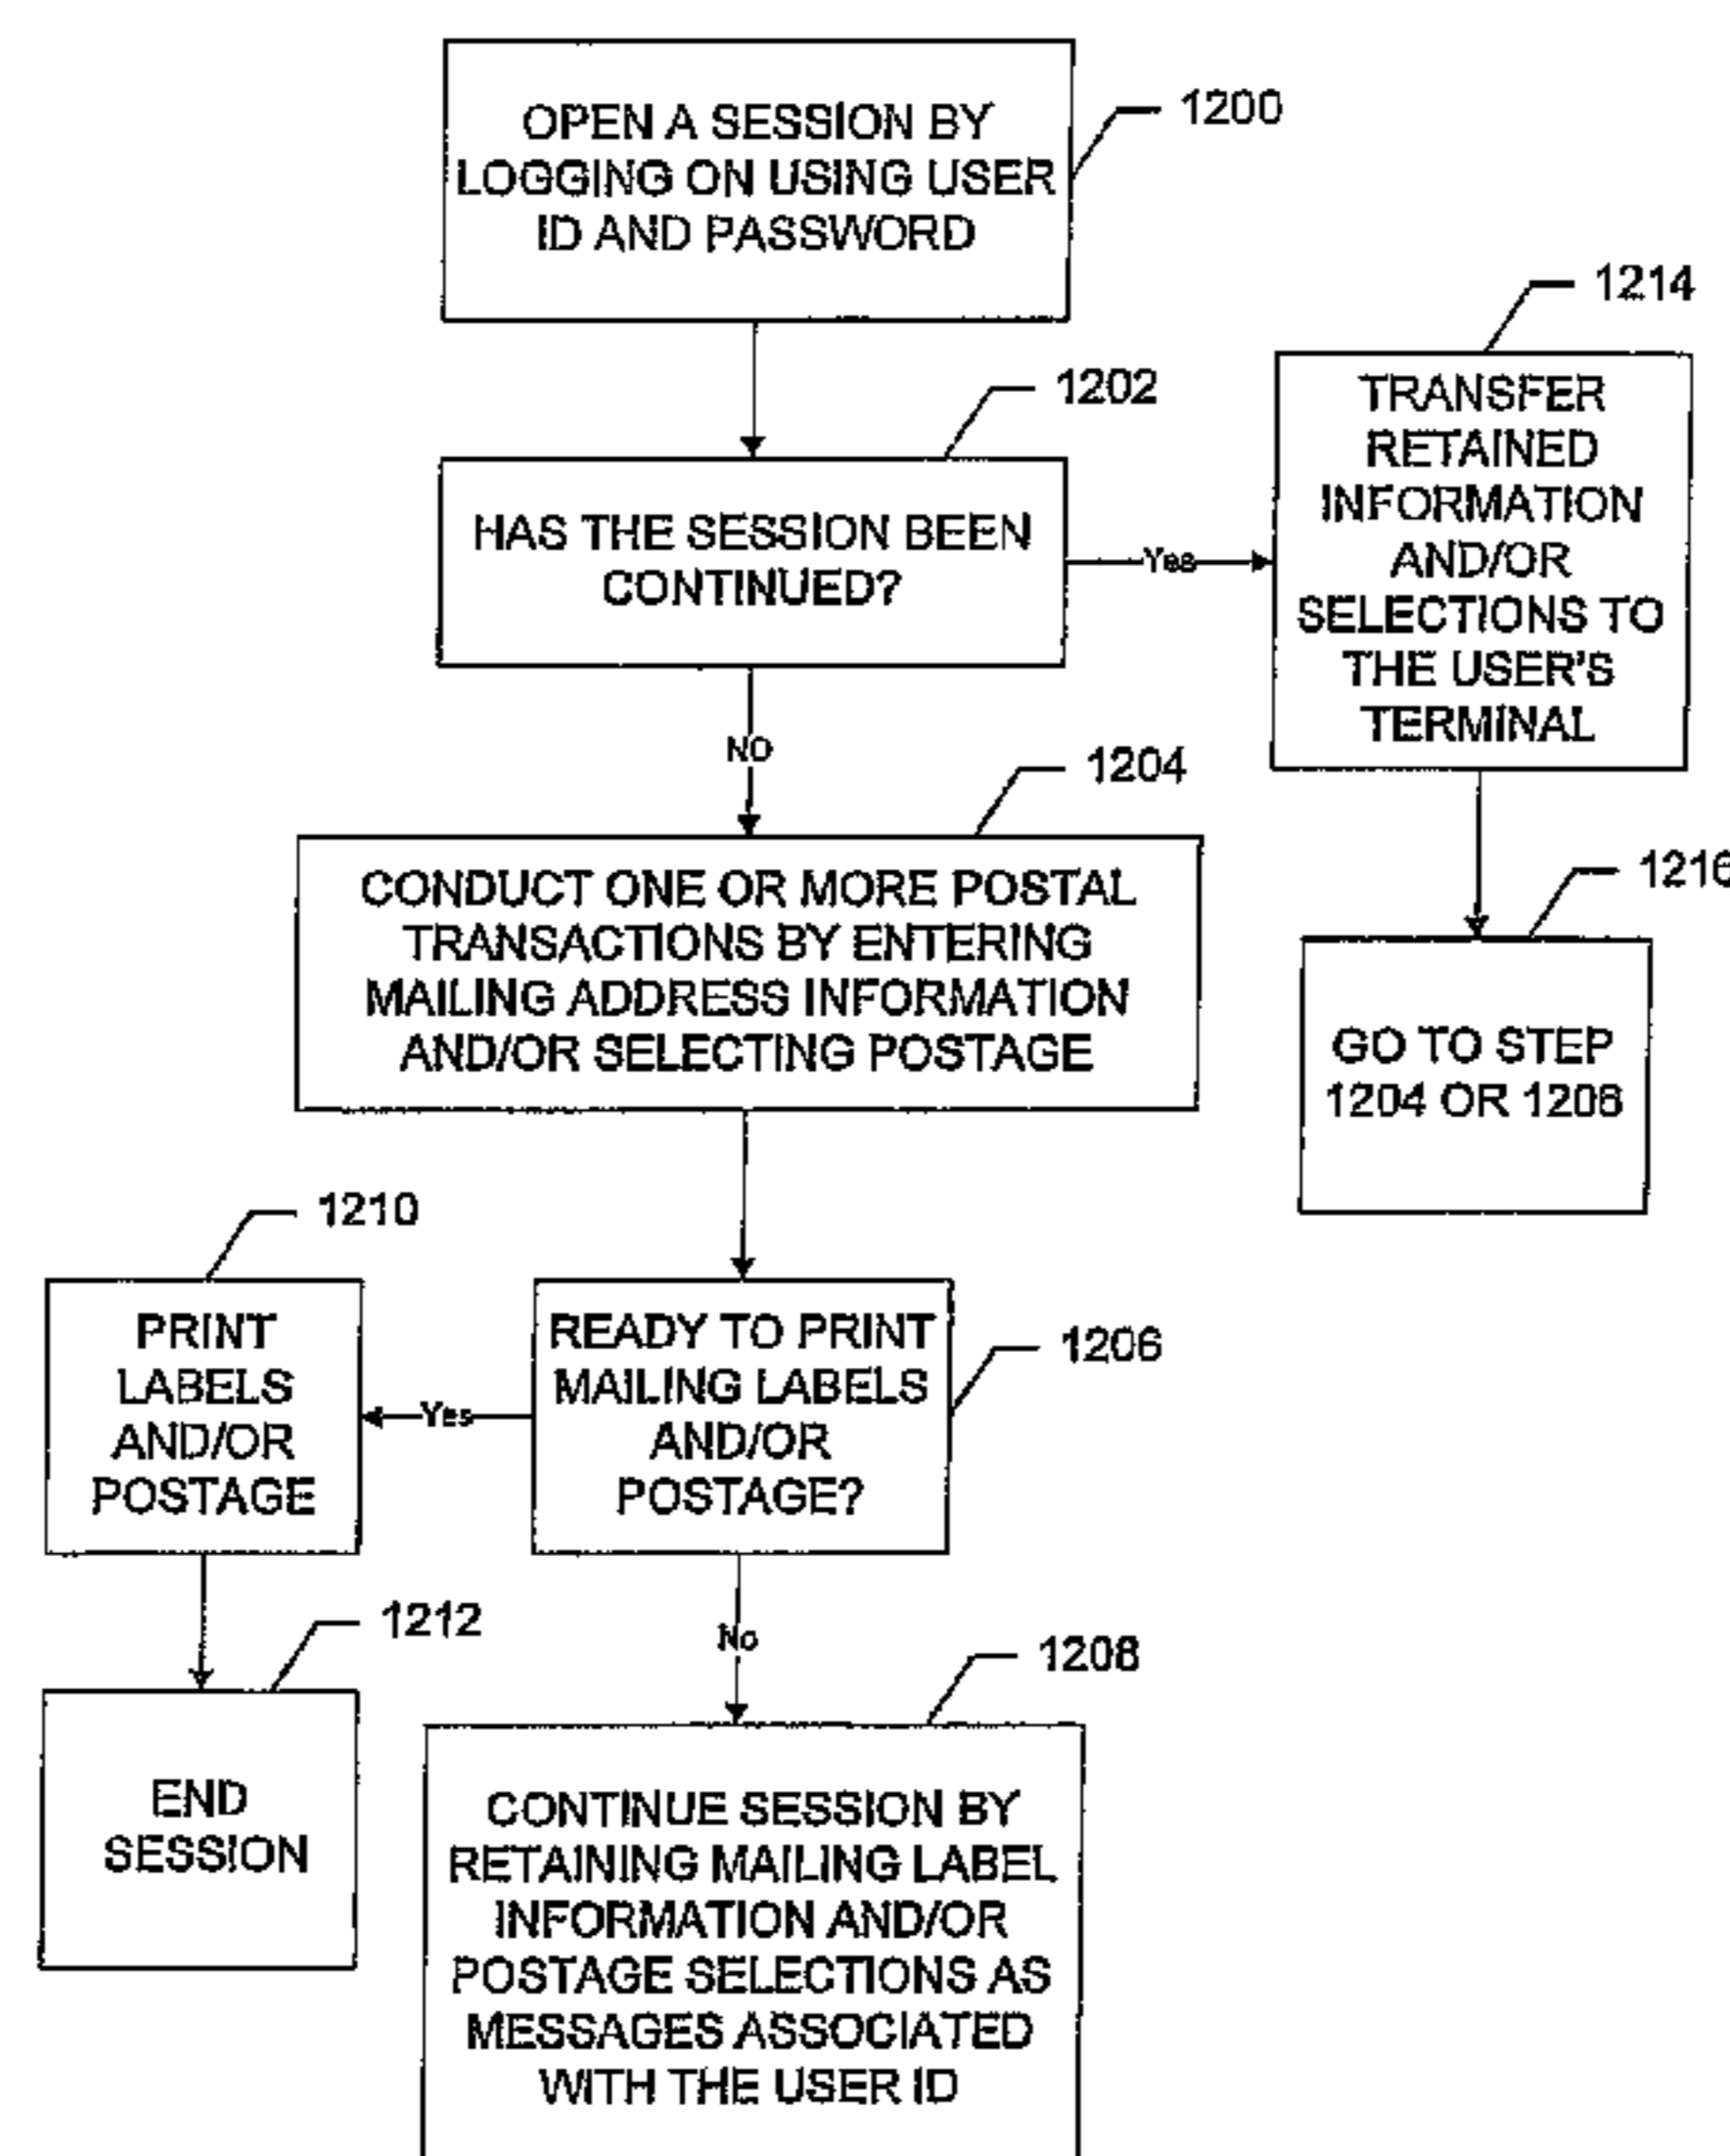 OPEN A SESSION BY
LOGGING ON USING USER
ID AND PASSWORD
1200
1214
1202
HAS THE SESSION BEEN
CONTINUED?
Yes
TRANSFER
RETAINED
INFORMATION
AND/OR
SELECTIONS TO
THE USER'S
TERMINAL
NO
1204
1216
CONDUCT ONE OR MORE POSTAL
TRANSACTIONS BY ENTERING
MAILING ADDRESS INFORMATION
AND/OR SELECTING POSTAGE
GO TO STEP
1204 OR 1206
1210
PRINT
LABELS
AND/OR
POSTAGE
Yes
READY TO PRINT
MAILING LABELS
AND/OR
POSTAGE?
1206
1212
No
1208
END
SESSION
CONTINUE SESSION BY
RETAINING MAILING LABEL
INFORMATION AND/OR
POSTAGE SELECTIONS AS
MESSAGES ASSOCIATED
WITH THE USER ID